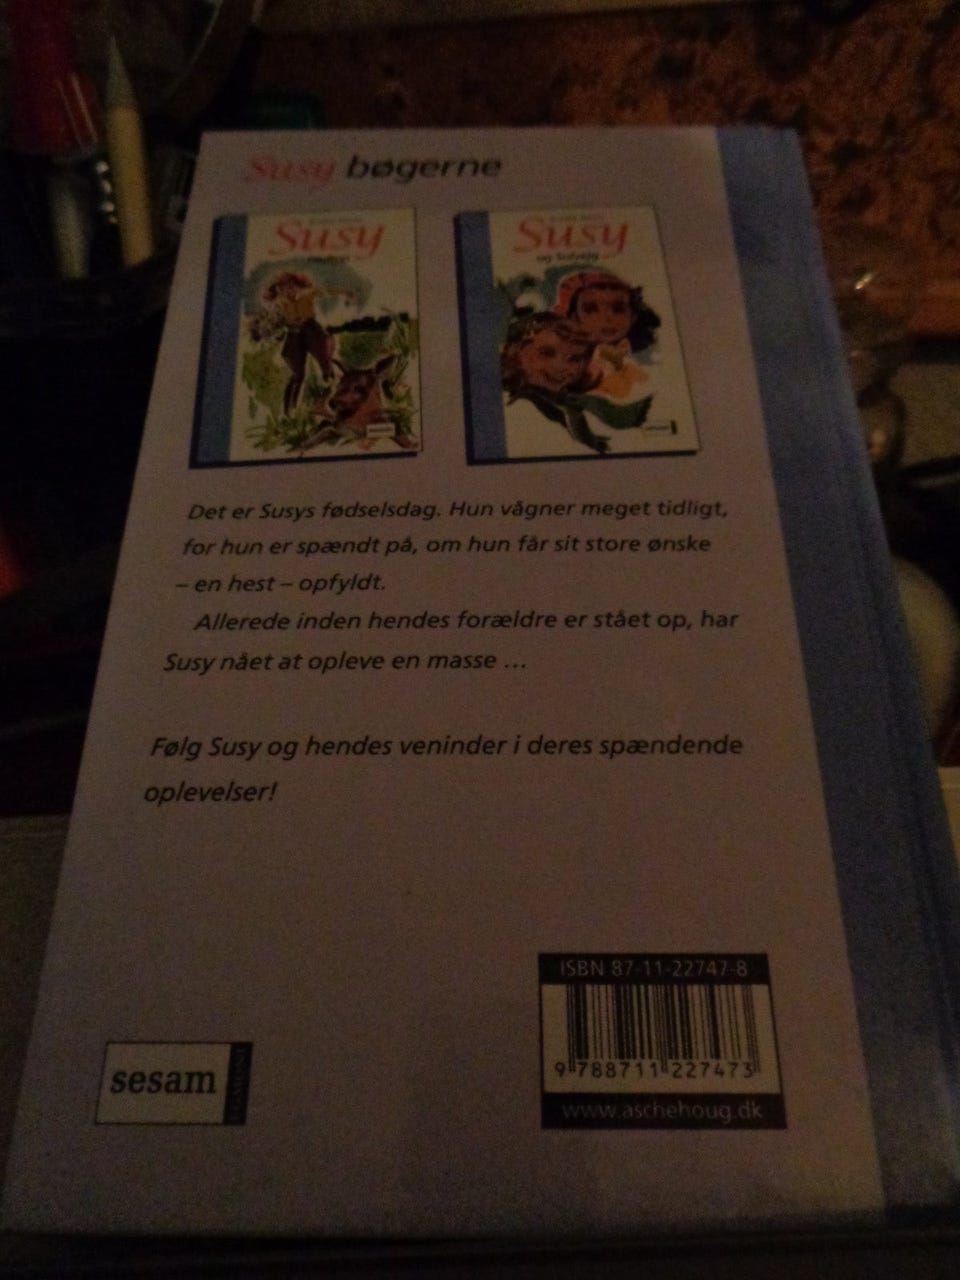 Susy bøgerne
Susy
Susy
og Solveig
Det er Susys fødselsdag. Hun vågner meget tidligt,
for hun er spændt på, om hun får sit store ønske
– en hest – opfyldt.
Allerede inden hendes forældre er stået op, har
Susy nået at opleve en masse ...
Følg Susy og hendes veninder i deres spændende
oplevelser!
ISBN 87-11-22747-8
9 788711 227473
www.aschehoug.dk
sesam
EGMONT